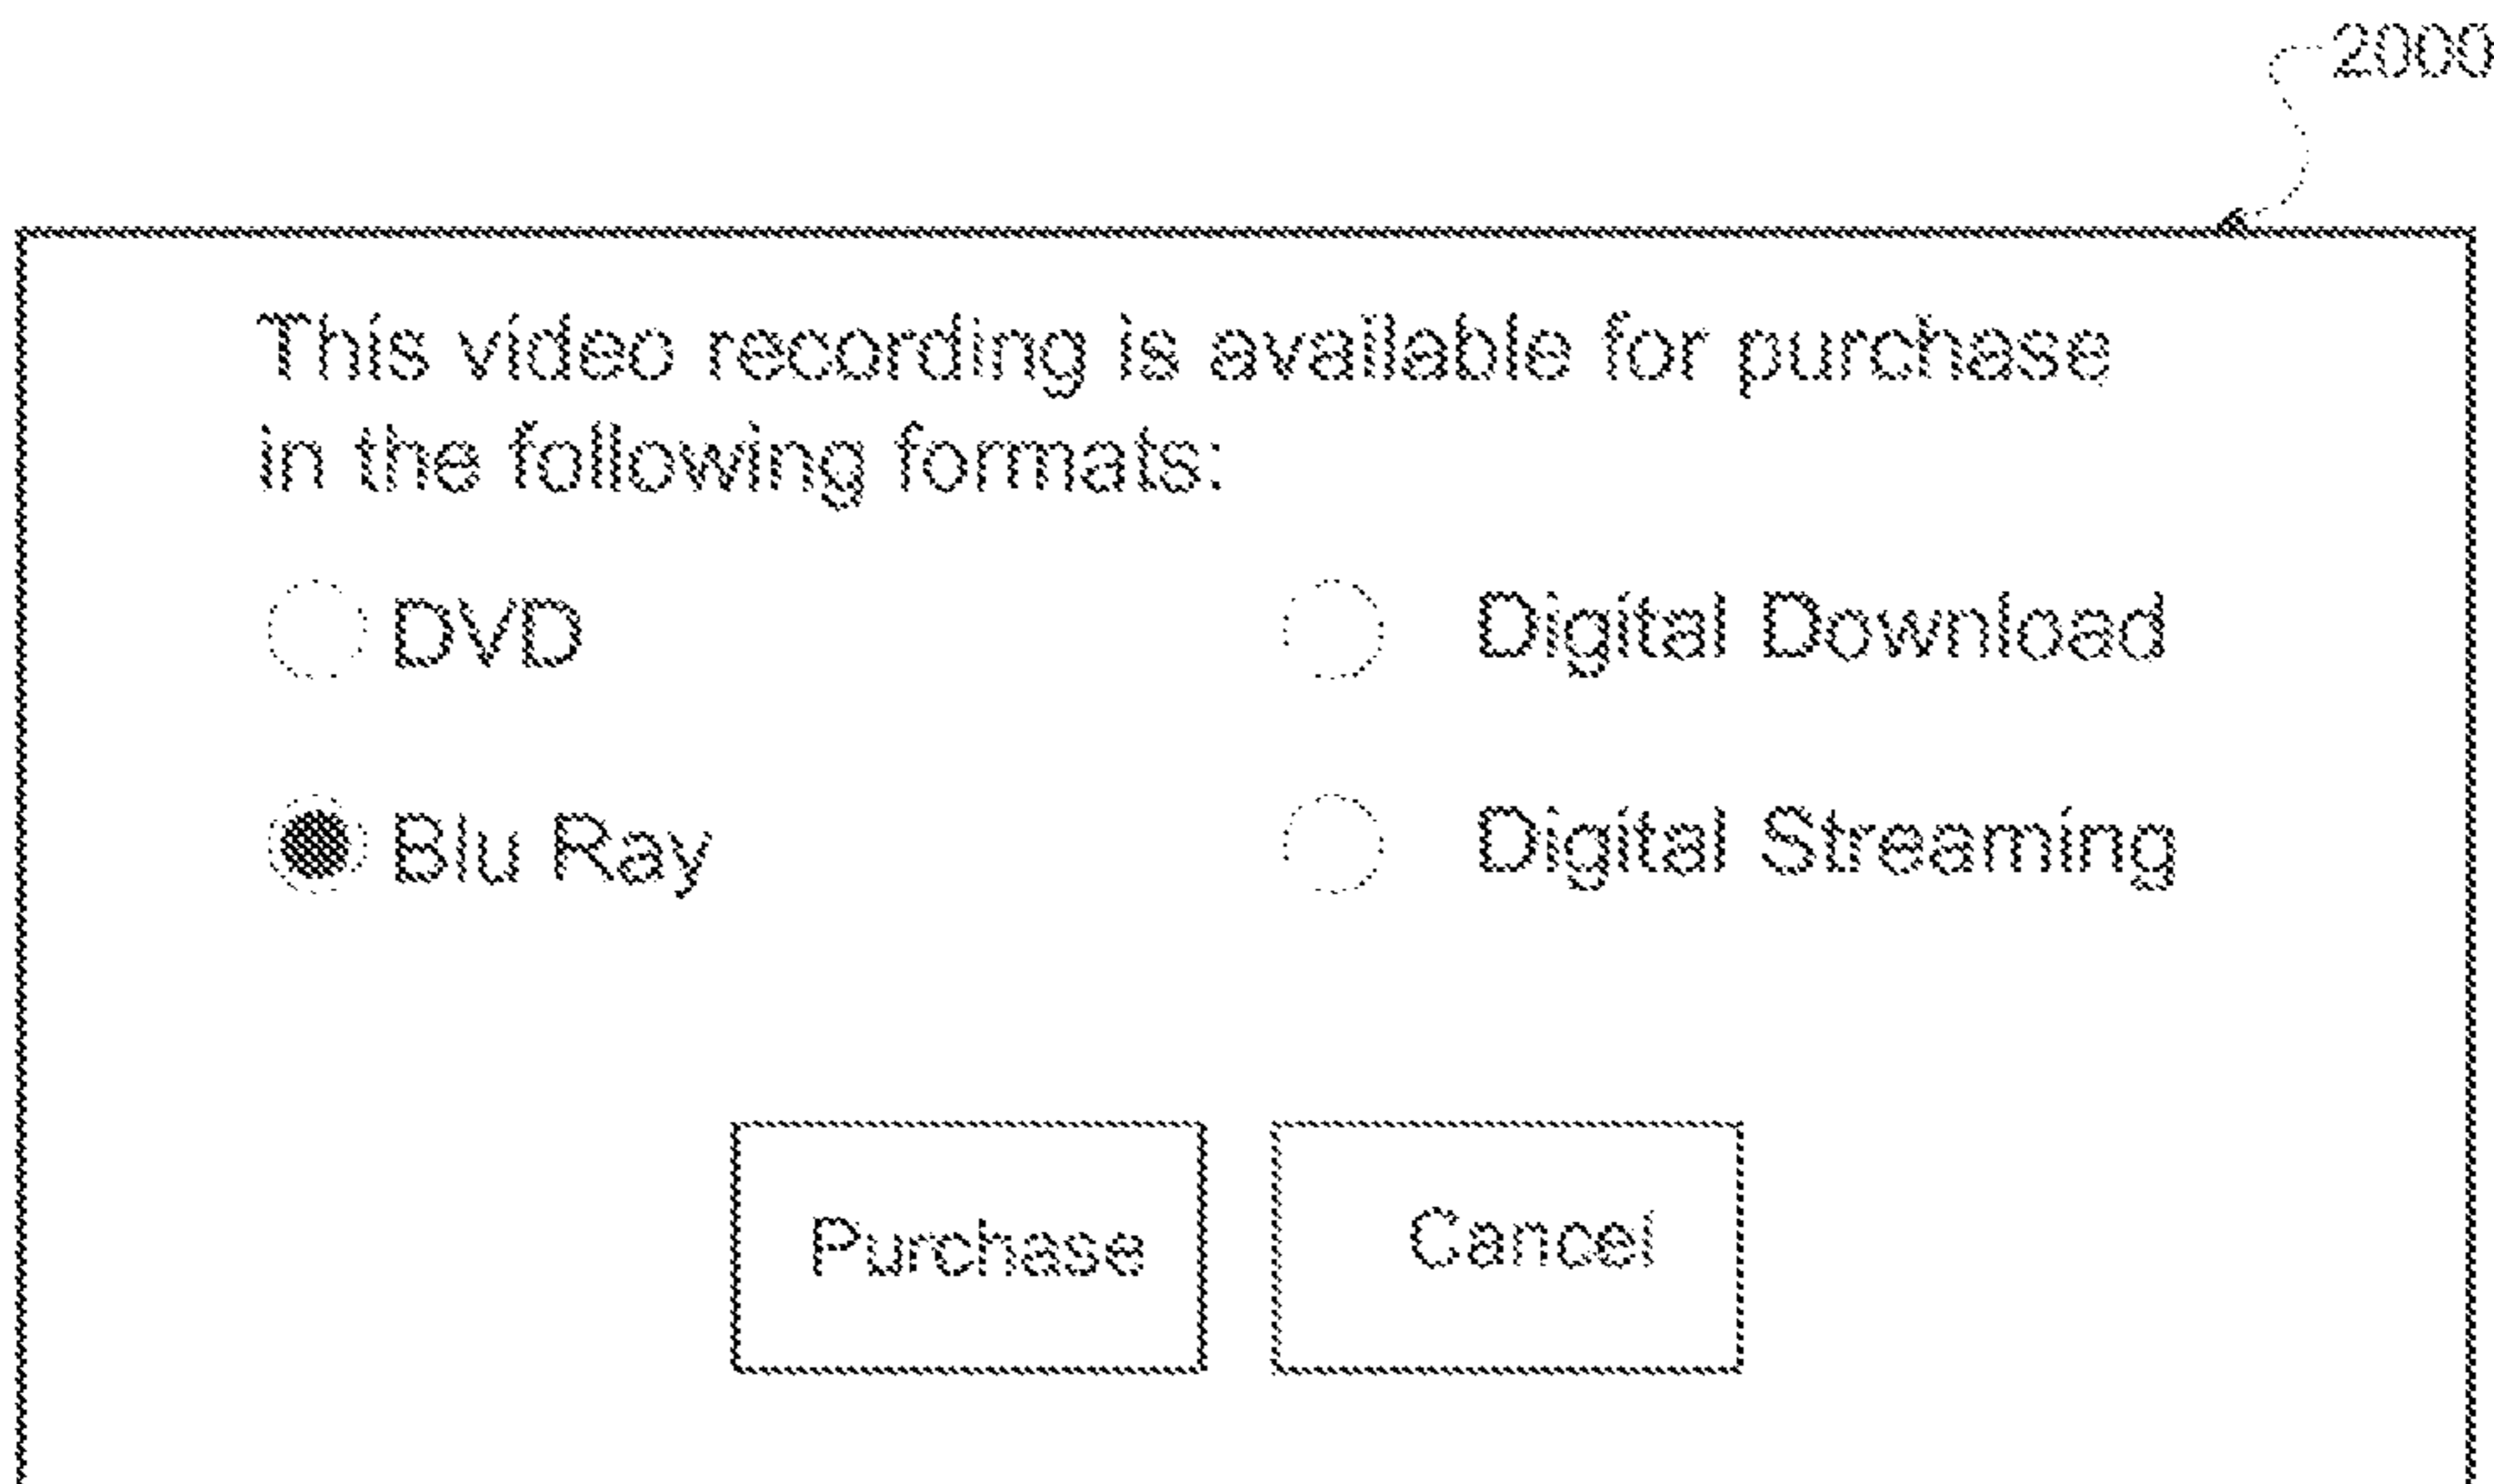 2000
This video recording is available for purchase
in the following formats:
DVD
Digital Download
Blu Ray
Digital Streaming
Purchase
Cancel